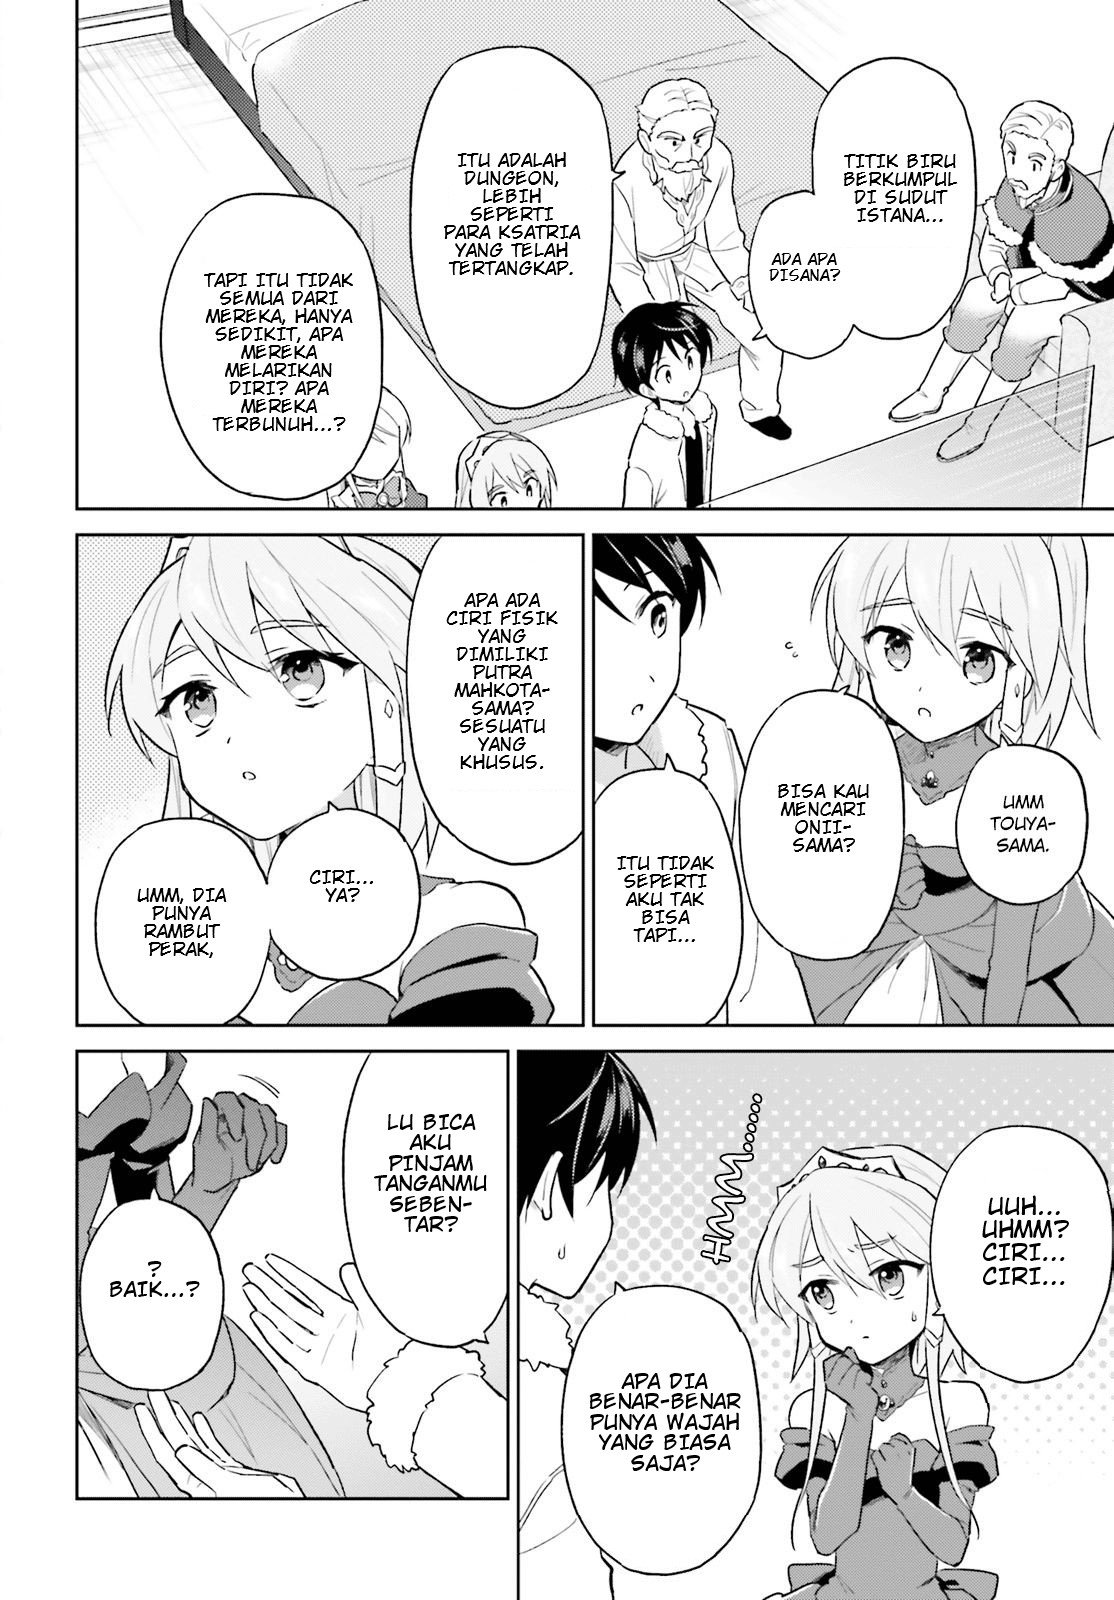 TITIK BIRU
BERKUMPUL
DI SUDUT
ISTANA...
ADA APA
DISANA?
ITU ADALAH
DUNGEON,
LEBIH
SEPERTI
PARA KSATRIA
YANG TELAH
TERTANGKAP.
TAPI ITU TIDAK
SEMUA DARI
MEREKA, HANYA
SEDIKIT, APA
MEREKA
MELARIKAN
DIRI? APA
MEREKA
TERBUNUH...?
UMM
TOUYA-
SAMA.
BISA KAU
MENCARI
ONII-
SAMA?
ITU TIDAK
SEPERTI
AKU TAK
BISA
TAPI...
APA ADA
CIRI FISIK
YANG
DIMILIKI
PUTRA
MAHKOTA-
SAMA?
SESUATU
YANG
KHUSUS.
CIRI...
YA?
UMM, DIA
PUNYA
RAMBUT
PERAK,
UUH...
UHMM?
CIRI...
CIRI...
HMM...oooooo
APA DIA
BENAR-BENAR
PUNYA WAJAH
YANG BIASA
SAJA?
LU BICA
AKU
PINJAM
TANGANMU
SEBEN-
TAR?
?
BAIK...?